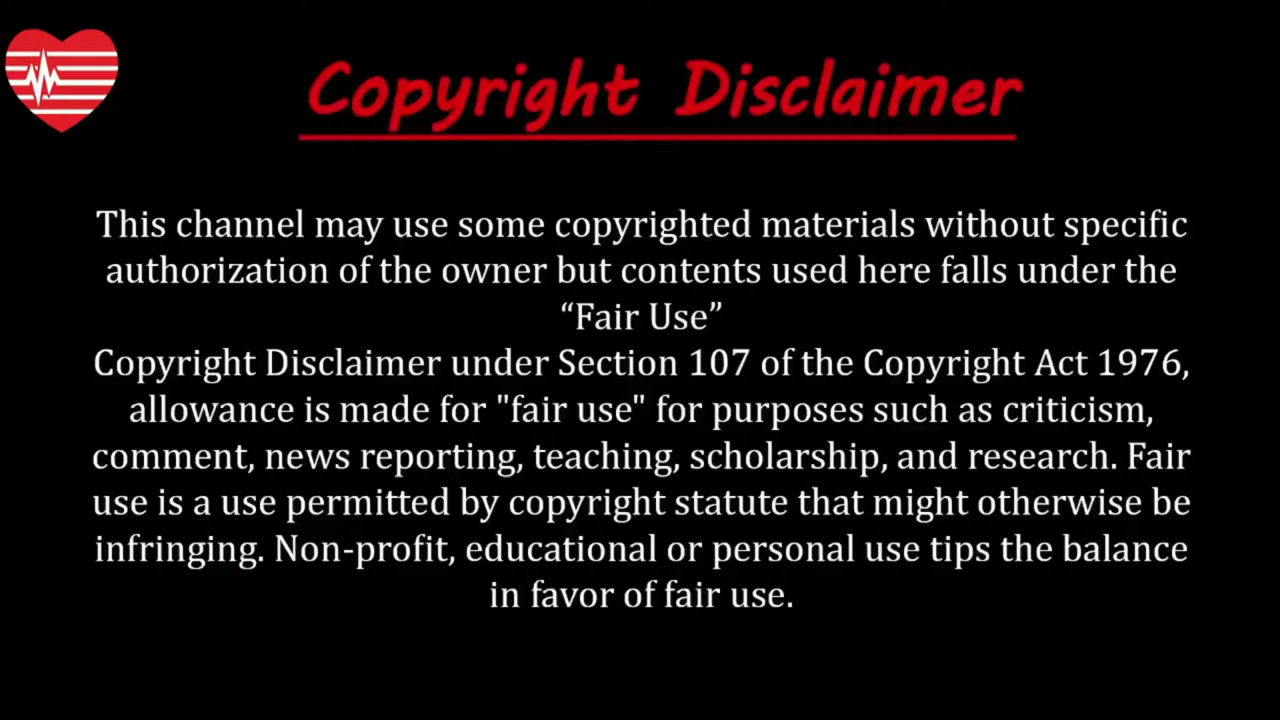 Copyright Disclaimer
This channel may use some copyrighted materials without specific
authorization of the owner but contents used here falls under the
“Fair Use”
Copyright Disclaimer under Section 107 of the Copyright Act 1976,
allowance is made for "fair use" for purposes such as criticism,
comment, news reporting, teaching, scholarship, and research. Fair
use is a use permitted by copyright statute that might otherwise be
infringing. Non-profit, educational or personal use tips the balance
in favor of fair use.